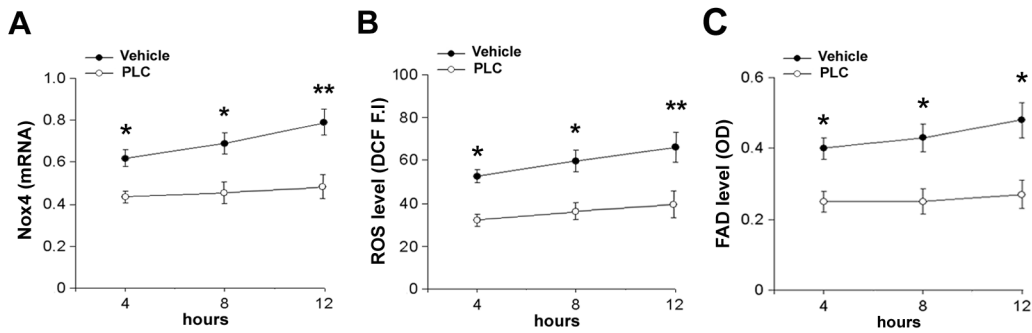 A
Vehicle
PLC
Nox4 (mRNA)
1.0
0.8
0.6
0.4
0.2
0
* * **
4 8 12
hours
B
Vehicle
PLC
ROS level (DCF F.I)
100
80
60
40
20
0
* * **
4 8 12
hours
C
Vehicle
PLC
FAD level (OD)
0.6
0.4
0.2
0
* * *
4 8 12
hours